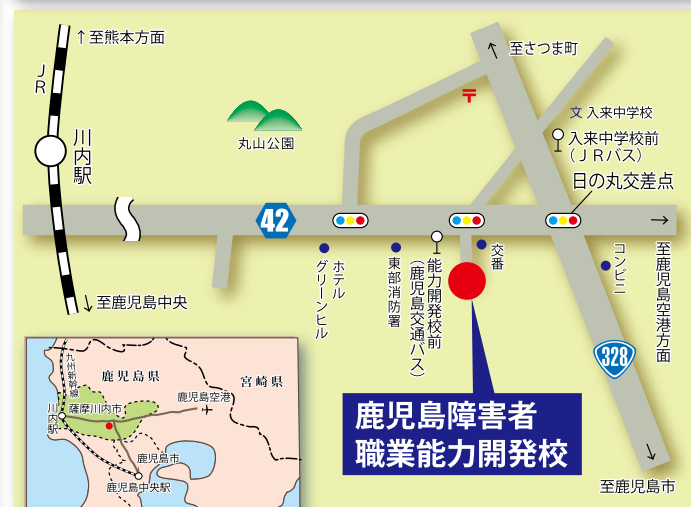 ↑至熊本方面
JR
川内駅
丸山公園
至さつま町
〒
文 入来中学校
入来中学校前
(JRバス)
日の丸交差点
42
→
至鹿児島空港方面
ホテル
グリーンヒル
東部消防署
能力開発校前
(鹿児島交通バス)
交番
コンビニ
328
↓至鹿児島中央
鹿児島障害者
職業能力開発校
至鹿児島市
九州新幹線
鹿児島県
宮崎県
鹿児島空港
薩摩川内市
川内駅
鹿児島市
鹿児島中央駅